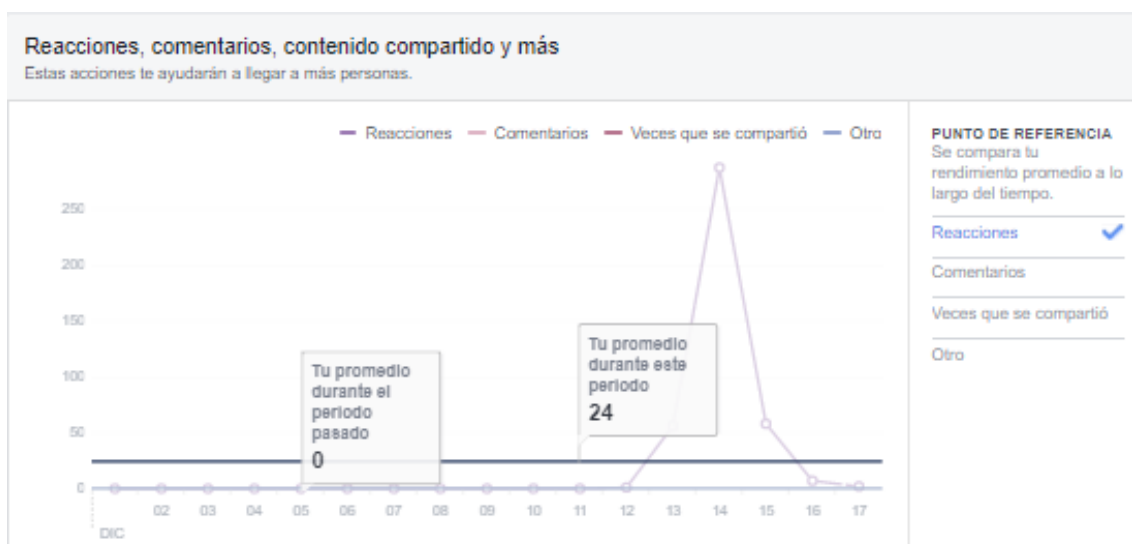 Reacciones, comentarios, contenido compartido y más
Estas acciones te ayudarán a llegar a más personas.
Reacciones Comentarios Veces que se compartió Otro
250
200
150
100
50
0
Tu promedio
durante el
periodo
pasado
0
Tu promedio
durante este
periodo
24
02 03 04 05 06 07 08 09 10 11 12 13 14 15 16 17
DIC
PUNTO DE REFERENCIA
Se compara tu
rendimiento promedio a lo
largo del tiempo.
Reacciones
Comentarios
Veces que se compartió
Otro